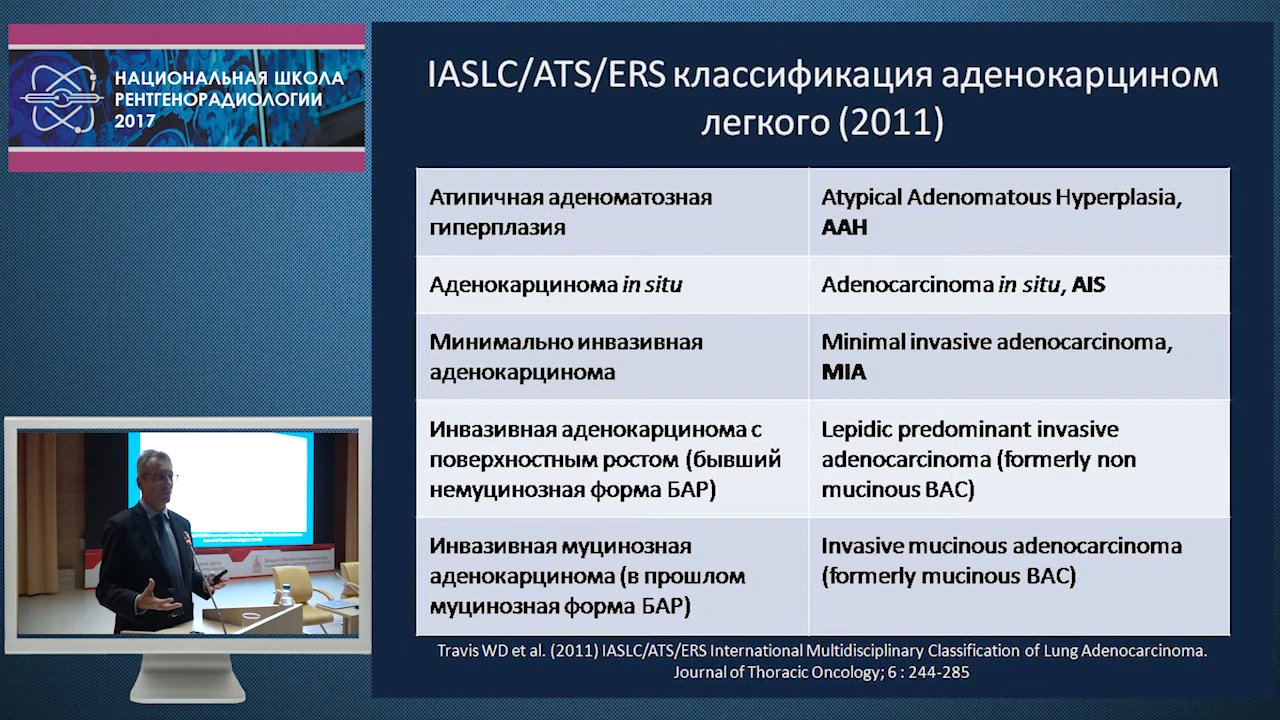 НАЦИОНАЛЬНАЯ ШКОЛА
РЕНТГЕНОРАДИОЛОГИИ
2017
IASLC/ATS/ERS классификация аденокарцином
легкого (2011)
Атипичная аденоматозная
гиперплазия
Atypical Adenomatous Hyperplasia,
AAH
Аденокарцинома in situ
Adenocarcinoma in situ, AIS
Минимально инвазивная
аденокарцинома
Minimal invasive adenocarcinoma,
MIA
Инвазивная аденокарцинома с
поверхностным ростом (бывший
немуцинозная форма БАР)
Lepidic predominant invasive
adenocarcinoma (formerly non
mucinous BAC)
Инвазивная муцинозная
аденокарцинома (в прошлом
муцинозная форма БАР)
Invasive mucinous adenocarcinoma
(formerly mucinous BAC)
Travis WD et al. (2011) IASLC/ATS/ERS International Multidisciplinary Classification of Lung Adenocarcinoma.
Journal of Thoracic Oncology; 6 : 244-285